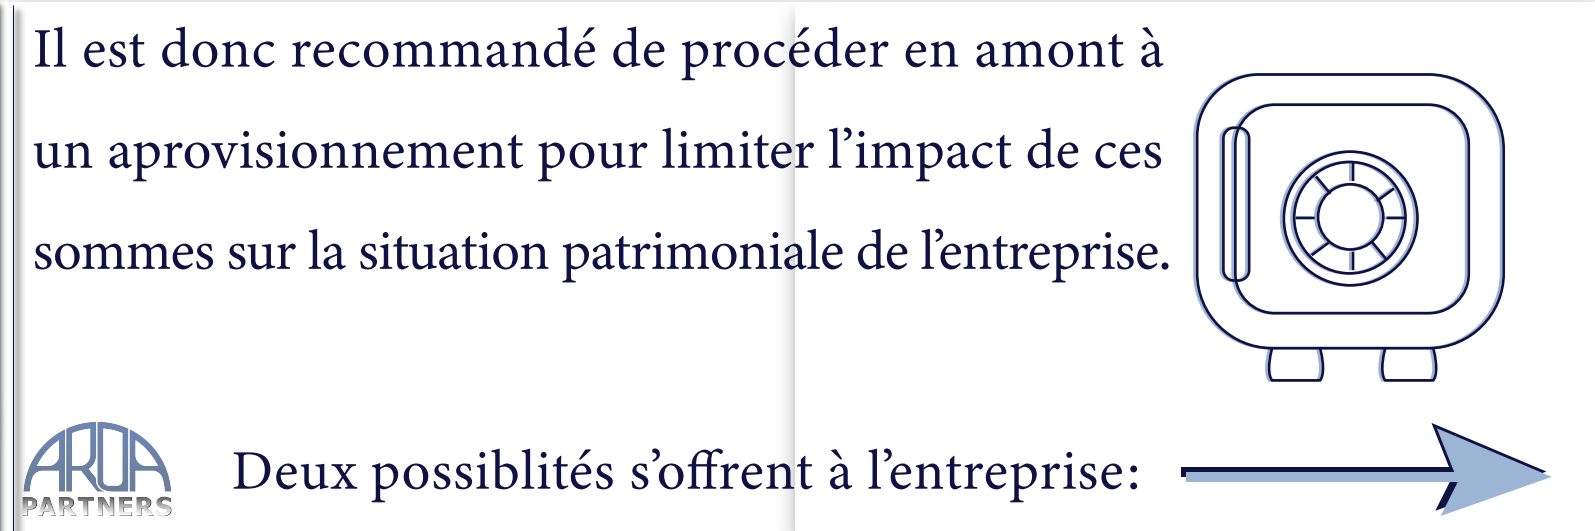 Il est donc recommandé de procéder en amont à
un aprovisionnement pour limiter l’impact de ces
sommes sur la situation patrimoniale de l’entreprise.
Deux possiblités s’offrent à l’entreprise:
AROA
PARTNERS